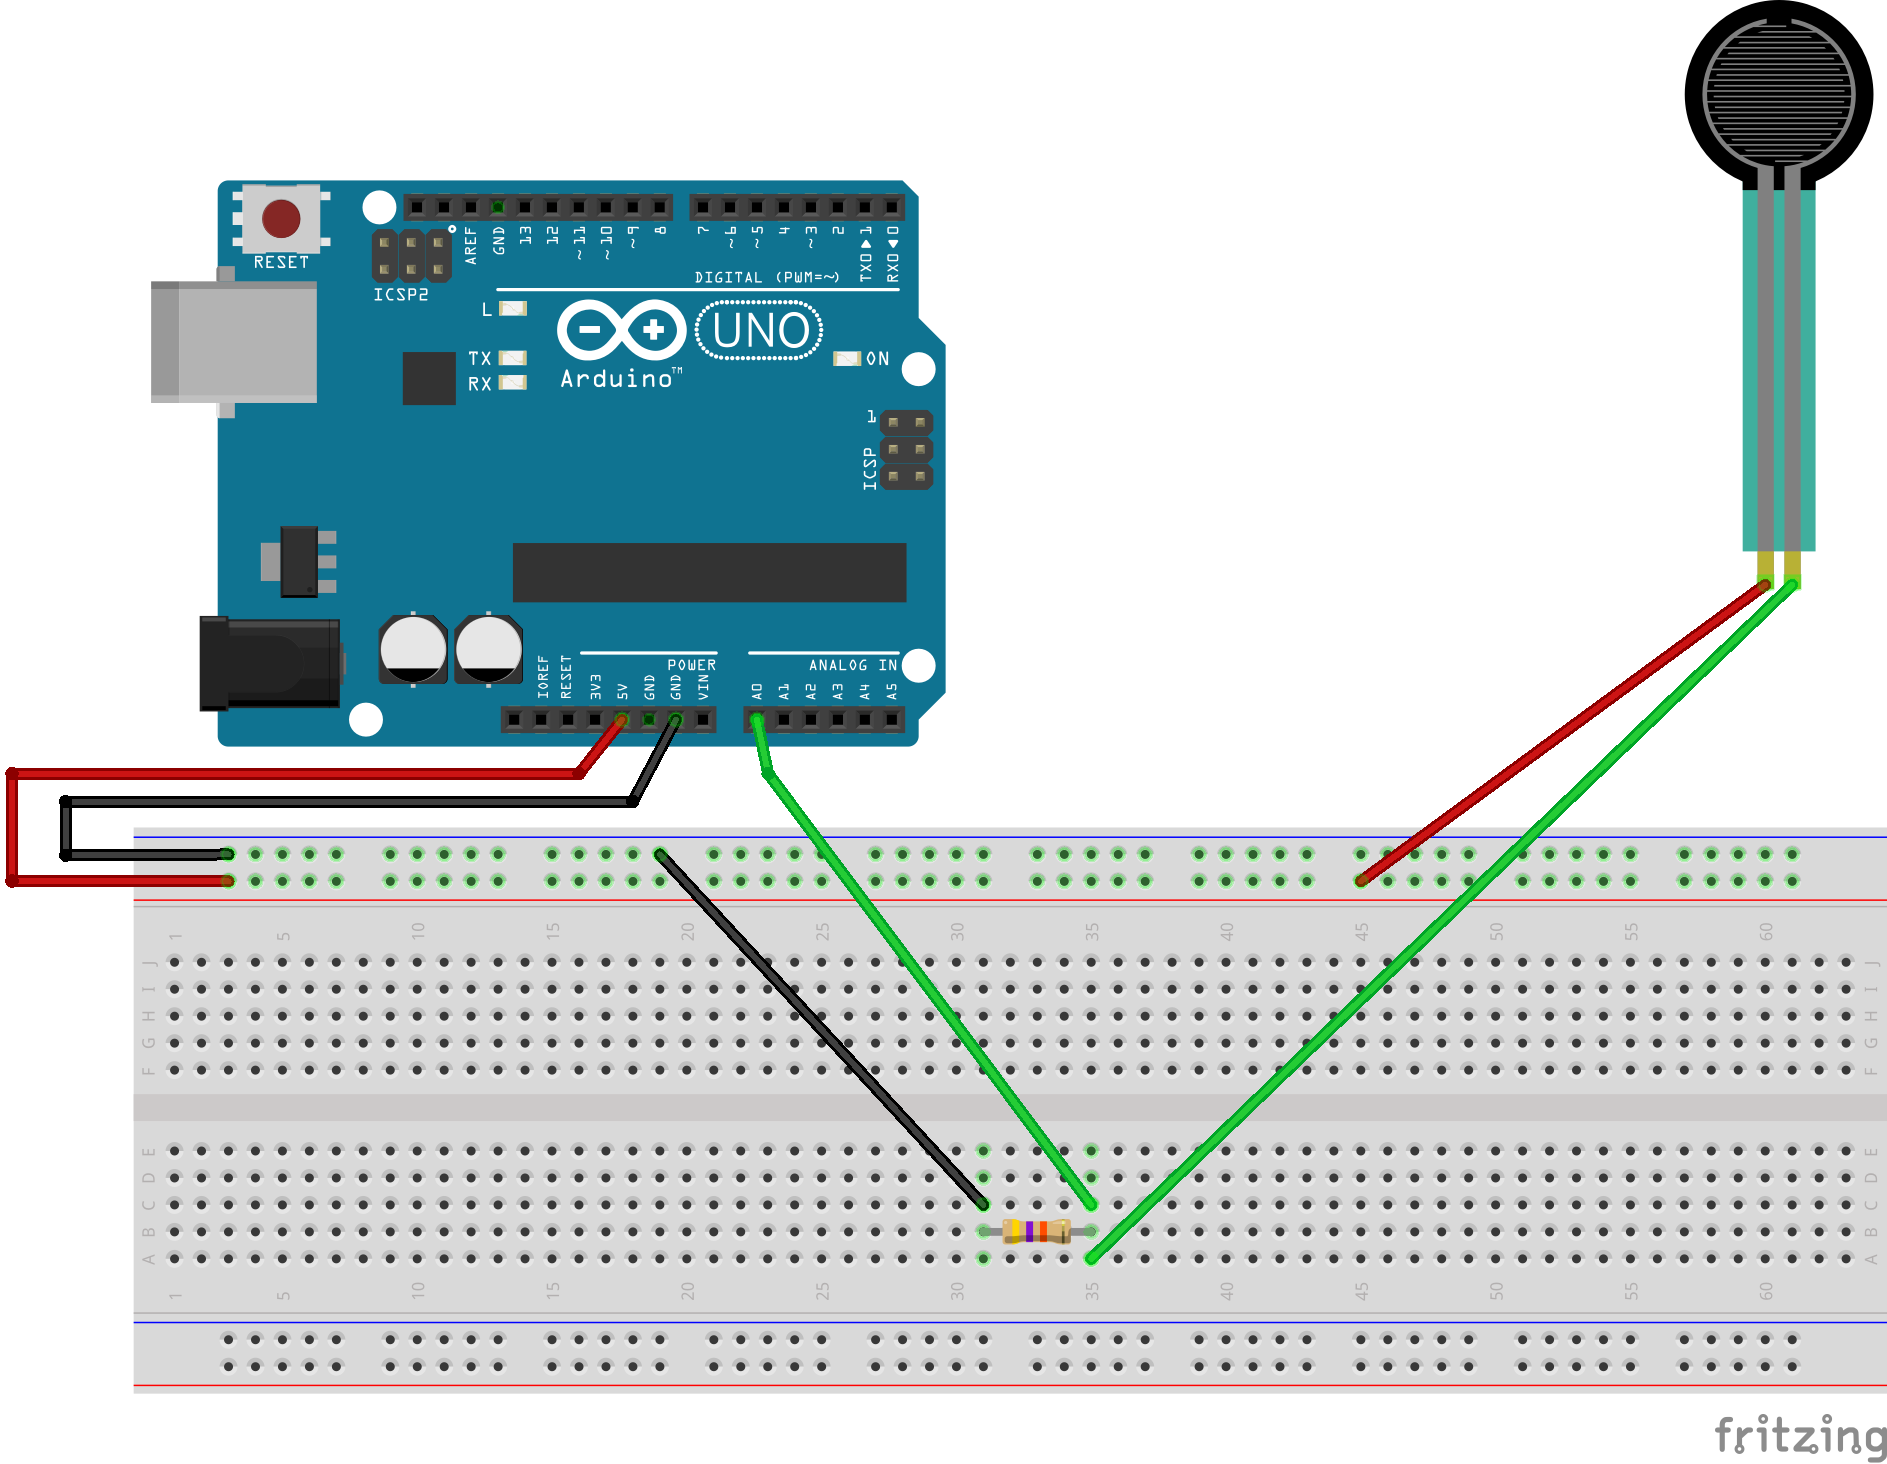 RESET
ICSP2
AREF
GND
13
12
~11
~10
~9
8
7
~6
~5
4
~3
2
TX0▶1
RX0◀0
DIGITAL (PWM=~)
L
TX
RX
- +
UNO
ON
Arduino™
1
ICSP
IOREF
RESET
3V3
5V
GND
GND
VIN
POWER
A0
A1
A2
A3
A4
A5
ANALOG IN
1 5 10 15 20 25 30 35 40 45 50 55 60
J J
I I
H H
G G
F F
E E
D D
C C
B B
A A
1 5 10 15 20 25 30 35 40 45 50 55 60
fritzing